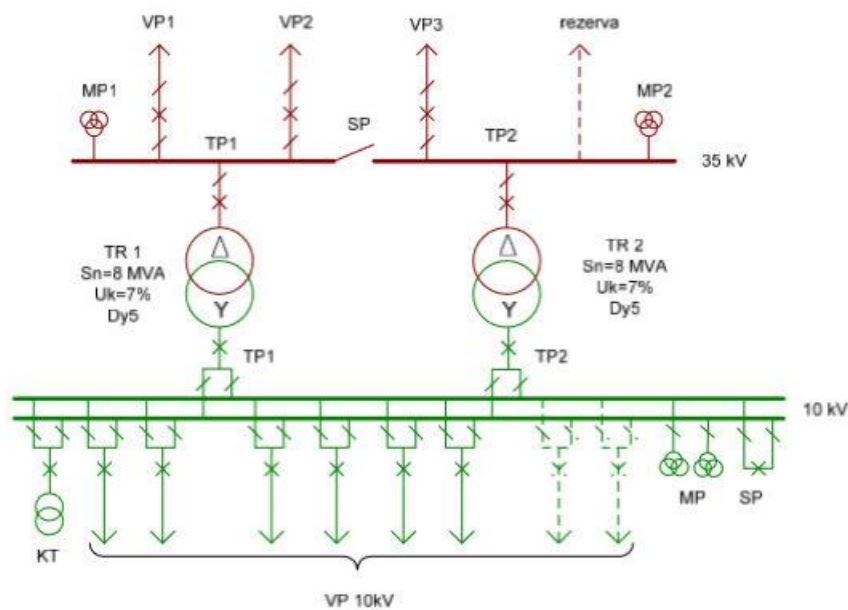 VP1
VP2
VP3
rezerva
MP1
MP2
SP
TP1
TP2
35 kV
Δ
Δ
TR 1
Sn=8 MVA
Uk=7%
Dy5
TR 2
Sn=8 MVA
Uk=7%
Dy5
Y
Y
TP1
TP2
10 kV
KT
MP
SP
VP 10kV